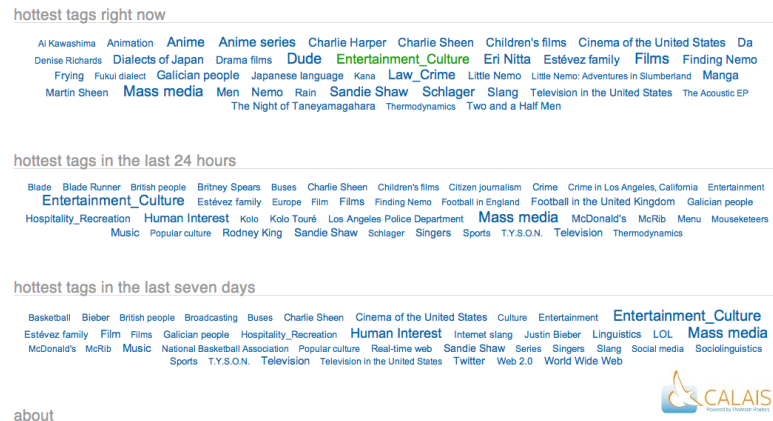 hottest tags right now
Ai Kawashima Animation Anime Anime series Charlie Harper Charlie Sheen Children's films Cinema of the United States Da
Denise Richards Dialects of Japan Drama films Dude Entertainment_Culture Eri Nitta Estévez family Films Finding Nemo
Frying Fukui dialect Galician people Japanese language Kana Law_Crime Little Nemo Little Nemo: Adventures in Slumberland Manga
Martin Sheen Mass media Men Nemo Rain Sandie Shaw Schlager Slang Television in the United States The Acoustic EP
The Night of Taneyamagahara Thermodynamics Two and a Half Men
hottest tags in the last 24 hours
Blade Blade Runner British people Britney Spears Buses Charlie Sheen Children's films Citizen journalism Crime Crime in Los Angeles, California Entertainment
Entertainment_Culture Estévez family Europe Film Films Finding Nemo Football in England Football in the United Kingdom Galician people
Hospitality_Recreation Human Interest Kolo Kolo Touré Los Angeles Police Department Mass media McDonald's McRib Menu Mouseketeers
Music Popular culture Rodney King Sandie Shaw Schlager Singers Sports T.Y.S.O.N. Television Thermodynamics
hottest tags in the last seven days
Basketball Bieber British people Broadcasting Buses Charlie Sheen Cinema of the United States Culture Entertainment Entertainment_Culture
Estévez family Film Films Galician people Hospitality_Recreation Human Interest Internet slang Justin Bieber Linguistics LOL Mass media
McDonald's McRib Music National Basketball Association Popular culture Real-time web Sandie Shaw Series Singers Slang Social media Sociolinguistics
Sports T.Y.S.O.N. Television Television in the United States Twitter Web 2.0 World Wide Web
CALAIS
Powered by Thomson Reuters
about